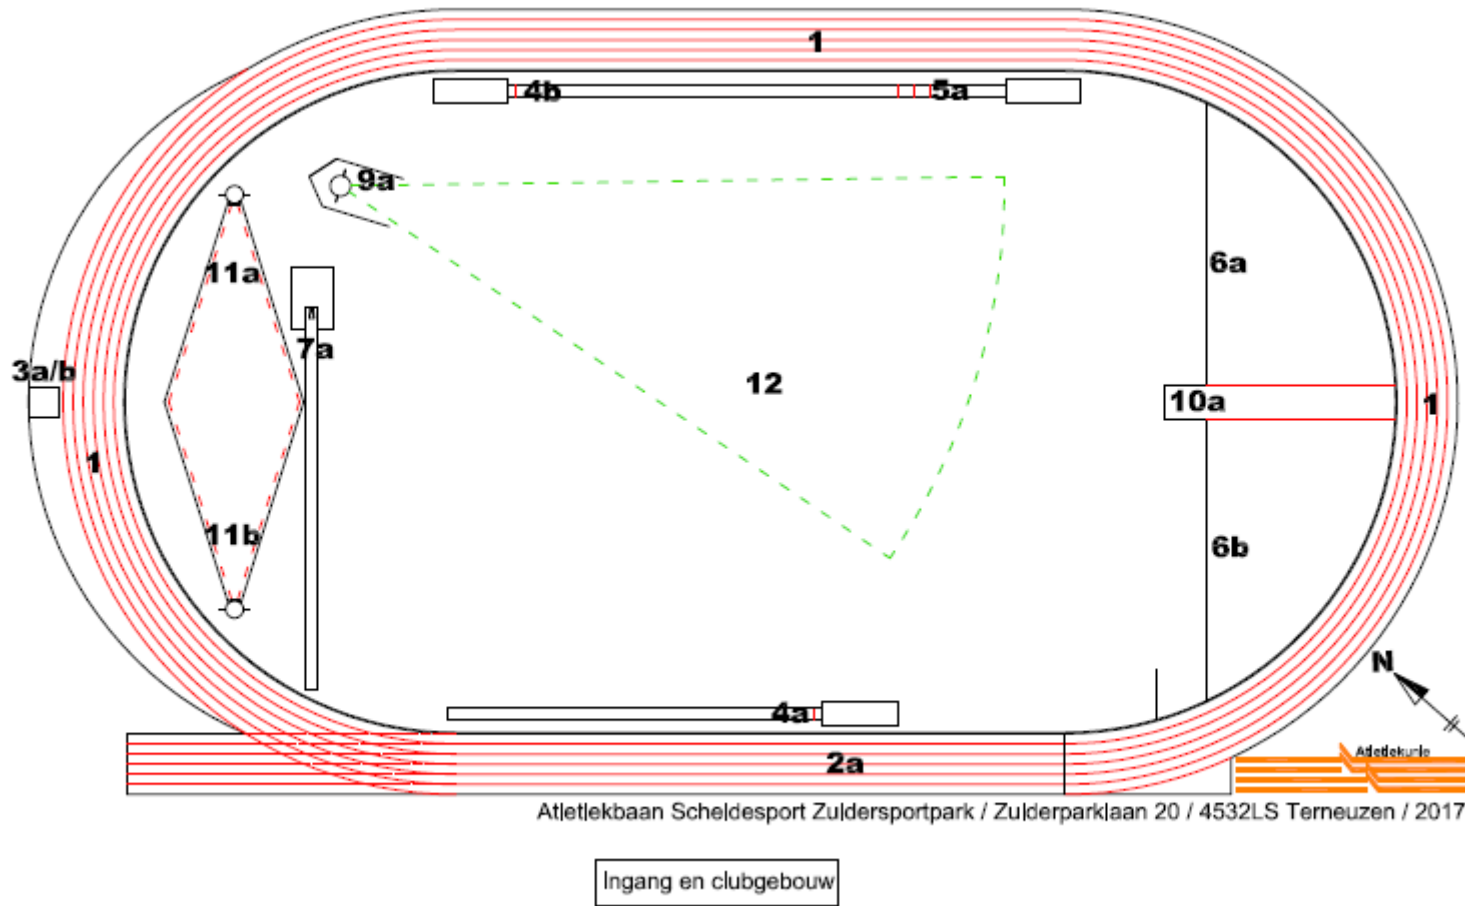 1
4b
5a
9a
6a
11a
7a
3a/b
12
10a
1
1
11b
6b
N
4a
2a
Atletiekunie
Atletiekbaan Scheldesport Zuidersportpark / Zuiderparklaan 20 / 4532LS Terneuzen / 2017
Ingang en clubgebouw